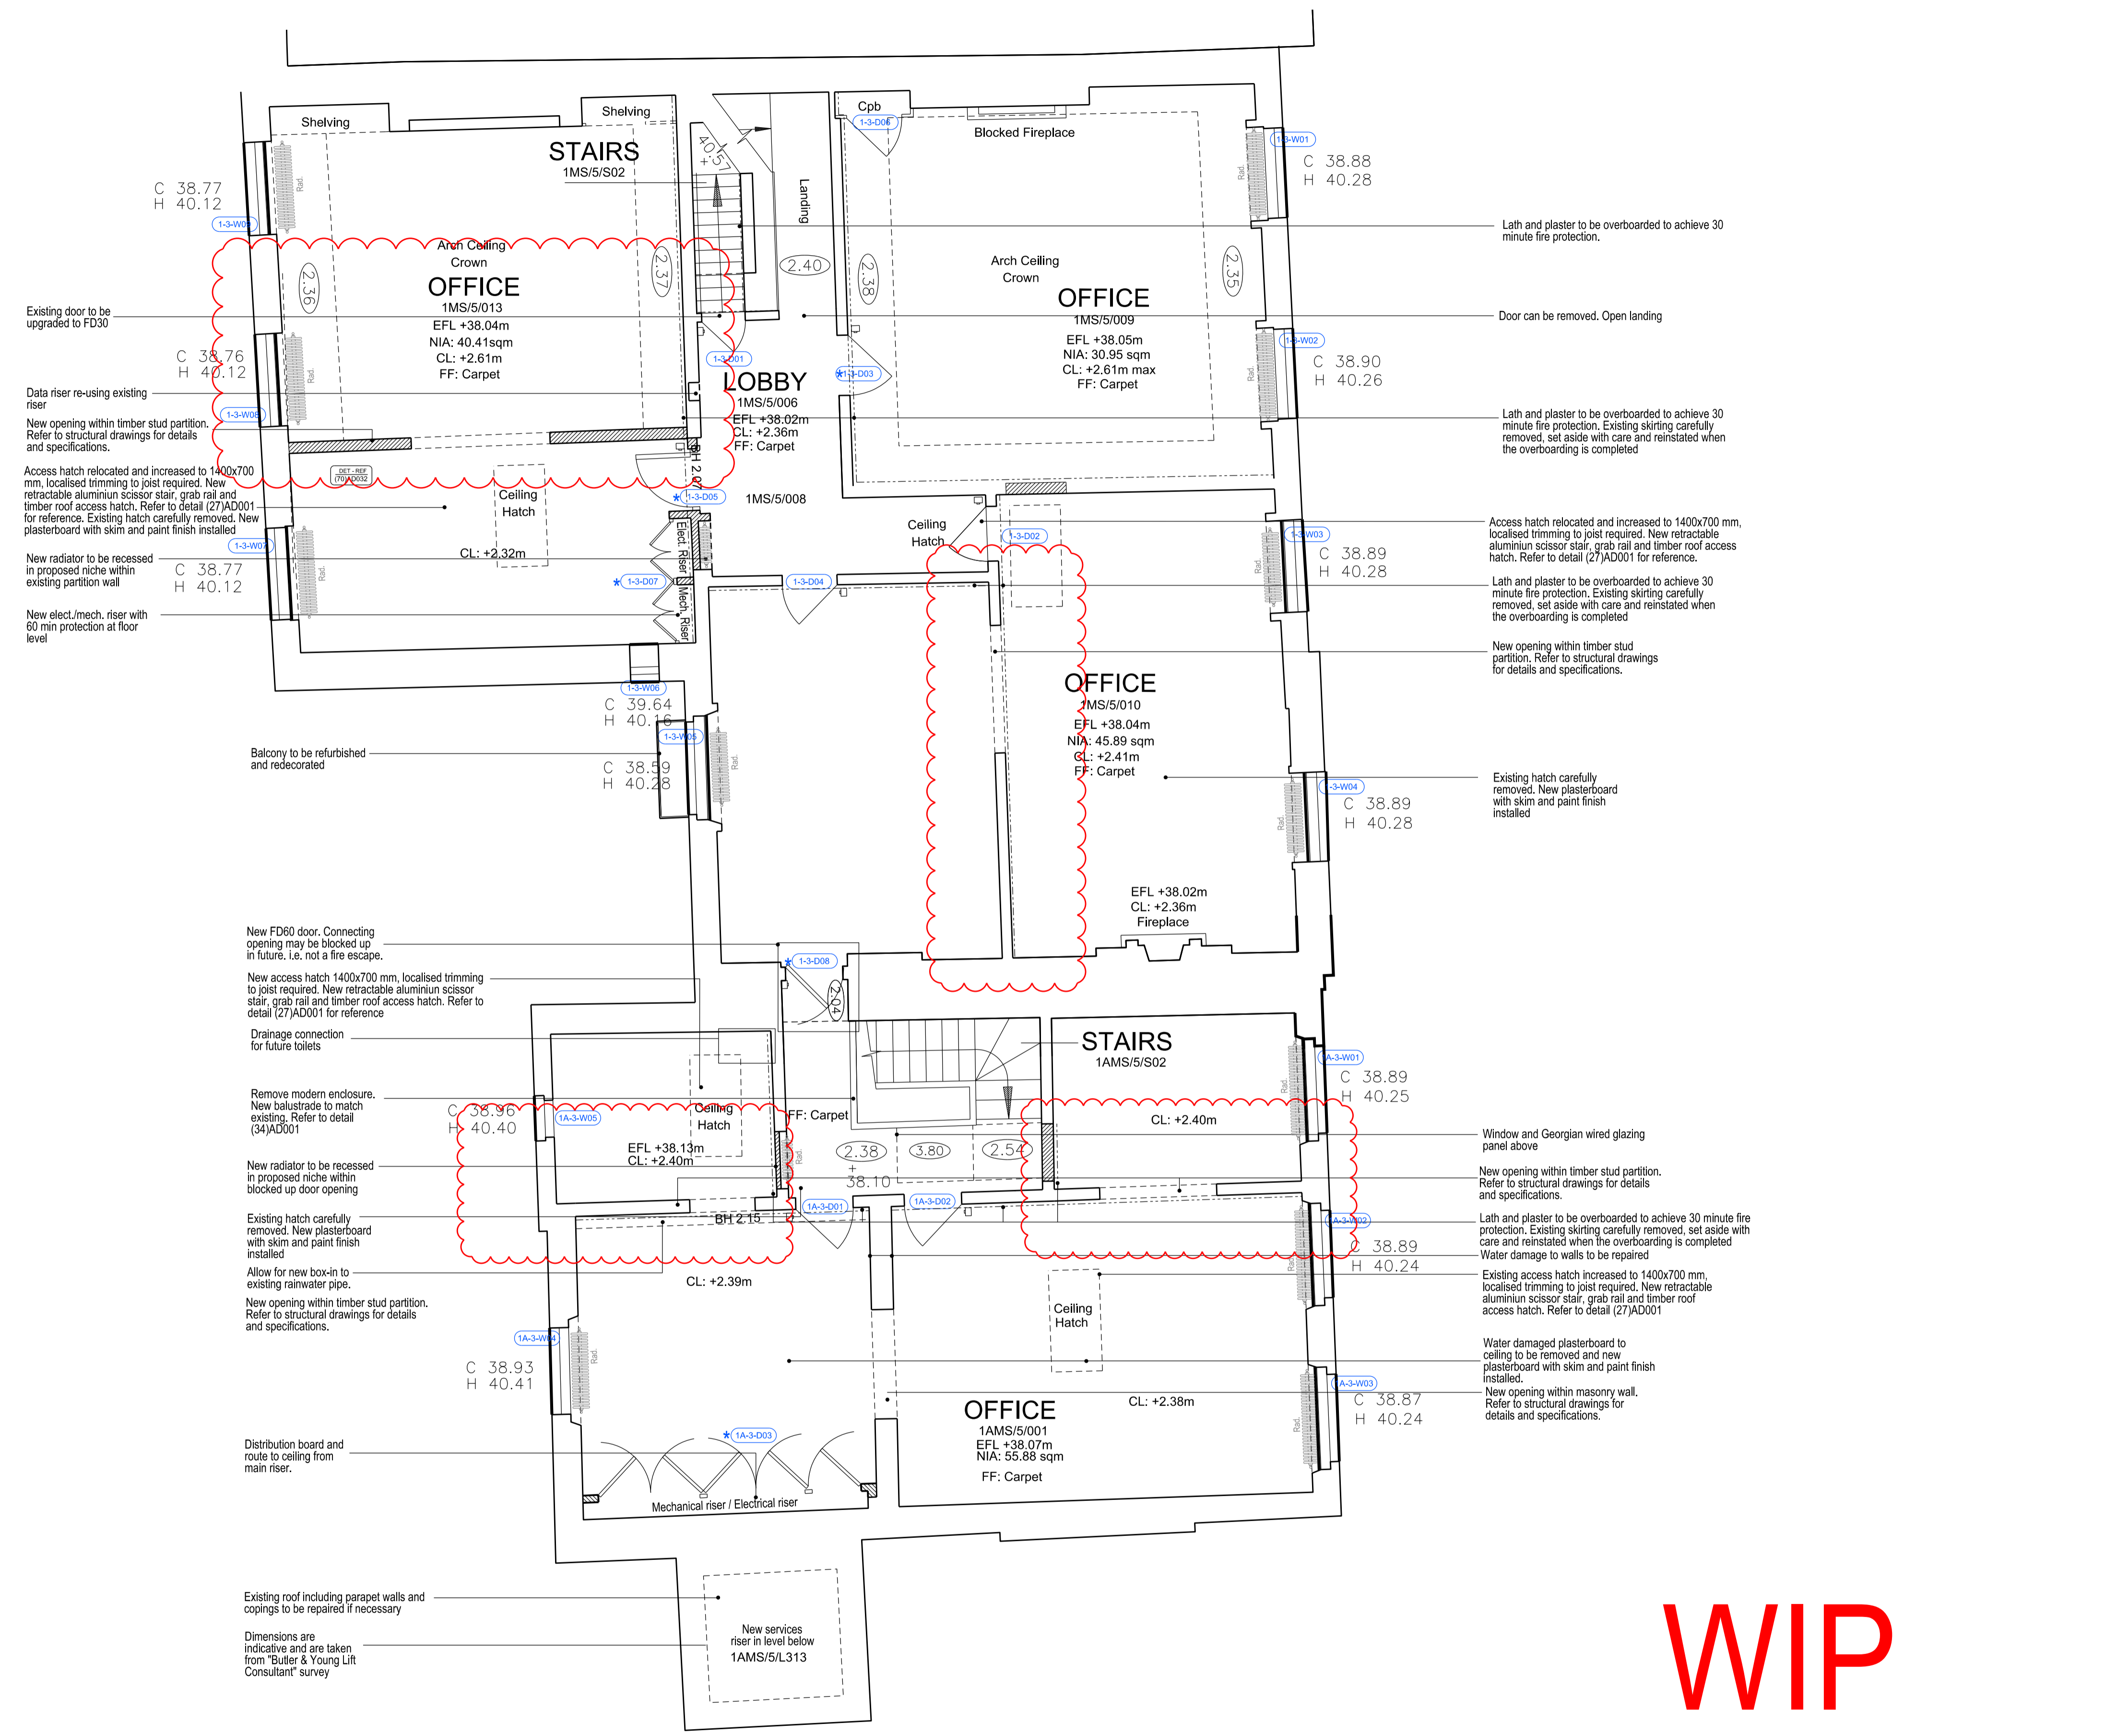 Shelving
Shelving
STAIRS
1MS/5/S02
40.57
+
Landing
Cpb
1-3-D06
Blocked Fireplace
1-3-W01
C 38.88
H 40.28
Rad.
Rad.
C 38.77
H 40.12
1-3-W09
Lath and plaster to be overboarded to achieve 30
minute fire protection.
Arch Ceiling
Crown
2.36
2.37
OFFICE
1MS/5/013
EFL +38.04m
NIA: 40.41sqm
CL: +2.61m
FF: Carpet
2.40
2.38
Arch Ceiling
Crown
2.35
OFFICE
1MS/5/009
EFL +38.05m
NIA: 30.95 sqm
CL: +2.61m max
FF: Carpet
Existing door to be
upgraded to FD30
Door can be removed. Open landing
C 38.76
H 40.12
Rad.
1-3-W08
1-3-D01
*1-3-D03
1-3-W02
C 38.90
H 40.26
Rad.
LOBBY
1MS/5/006
EFL +38.02m
CL: +2.36m
FF: Carpet
BH 2.07
Data riser re-using existing
riser
New opening within timber stud partition.
Refer to structural drawings for details
and specifications.
Lath and plaster to be overboarded to achieve 30
minute fire protection. Existing skirting carefully
removed, set aside with care and reinstated when
the overboarding is completed
Access hatch relocated and increased to 1400x700
mm, localised trimming to joist required. New
retractable aluminiun scissor stair, grab rail and
timber roof access hatch. Refer to detail (27)AD001
for reference. Existing hatch carefully removed. New
plasterboard with skim and paint finish installed
DET - REF
(70)AD032
Ceiling
Hatch
*1-3-D05
1MS/5/008
Ceiling
Hatch
1-3-D02
1-3-W03
C 38.89
H 40.28
Rad.
Access hatch relocated and increased to 1400x700 mm,
localised trimming to joist required. New retractable
aluminiun scissor stair, grab rail and timber roof access
hatch. Refer to detail (27)AD001 for reference.
1-3-W07
C 38.77
H 40.12
Rad.
CL: +2.32m
Elect. Riser
Mech. Riser
*1-3-D07
1-3-D04
New radiator to be recessed
in proposed niche within
existing partition wall
New elect./mech. riser with
60 min protection at floor
level
Lath and plaster to be overboarded to achieve 30
minute fire protection. Existing skirting carefully
removed, set aside with care and reinstated when
the overboarding is completed
New opening within timber stud
partition. Refer to structural drawings
for details and specifications.
1-3-W06
C 39.64
H 40.16
1-3-W05
C 38.59
H 40.28
Rad.
OFFICE
1MS/5/010
EFL +38.04m
NIA: 45.89 sqm
CL: +2.41m
FF: Carpet
Balcony to be refurbished
and redecorated
1-3-W04
C 38.89
H 40.28
Rad.
Existing hatch carefully
removed. New plasterboard
with skim and paint finish
installed
EFL +38.02m
CL: +2.36m
Fireplace
New FD60 door. Connecting
opening may be blocked up
in future. i.e. not a fire escape.
*1-3-D08
2.04
New access hatch 1400x700 mm, localised trimming
to joist required. New retractable aluminiun scissor
stair, grab rail and timber roof access hatch. Refer to
detail (27)AD001 for reference
Drainage connection
for future toilets
STAIRS
1AMS/5/S02
1A-3-W01
C 38.89
H 40.25
Rad.
Remove modern enclosure.
New balustrade to match
existing. Refer to detail
(34)AD001
C 38.96
H 40.40
1A-3-W05
Ceiling
Hatch
EFL +38.13m
CL: +2.40m
FF: Carpet
Rad.
2.38
+
38.10
3.80
2.54
CL: +2.40m
Window and Georgian wired glazing
panel above
New radiator to be recessed
in proposed niche within
blocked up door opening
New opening within timber stud partition.
Refer to structural drawings for details
and specifications.
1A-3-D01
1A-3-D02
BH 2.15
Existing hatch carefully
removed. New plasterboard
with skim and paint finish
installed
1A-3-W02
C 38.89
H 40.24
Rad.
Lath and plaster to be overboarded to achieve 30 minute fire
protection. Existing skirting carefully removed, set aside with
care and reinstated when the overboarding is completed
Water damage to walls to be repaired
Allow for new box-in to
existing rainwater pipe.
CL: +2.39m
Existing access hatch increased to 1400x700 mm,
localised trimming to joist required. New retractable
aluminiun scissor stair, grab rail and timber roof
access hatch. Refer to detail (27)AD001
New opening within timber stud partition.
Refer to structural drawings for details
and specifications.
Ceiling
Hatch
1A-3-W04
C 38.93
H 40.41
Rad.
Water damaged plasterboard to
ceiling to be removed and new
plasterboard with skim and paint finish
installed.
New opening within masonry wall.
Refer to structural drawings for
details and specifications.
1A-3-W03
C 38.87
H 40.24
Rad.
CL: +2.38m
OFFICE
1AMS/5/001
EFL +38.07m
NIA: 55.88 sqm
FF: Carpet
*1A-3-D03
Distribution board and
route to ceiling from
main riser.
Mechanical riser / Electrical riser
Existing roof including parapet walls and
copings to be repaired if necessary
Dimensions are
indicative and are taken
from "Butler & Young Lift
Consultant" survey
New services
riser in level below
1AMS/5/L313
WIP